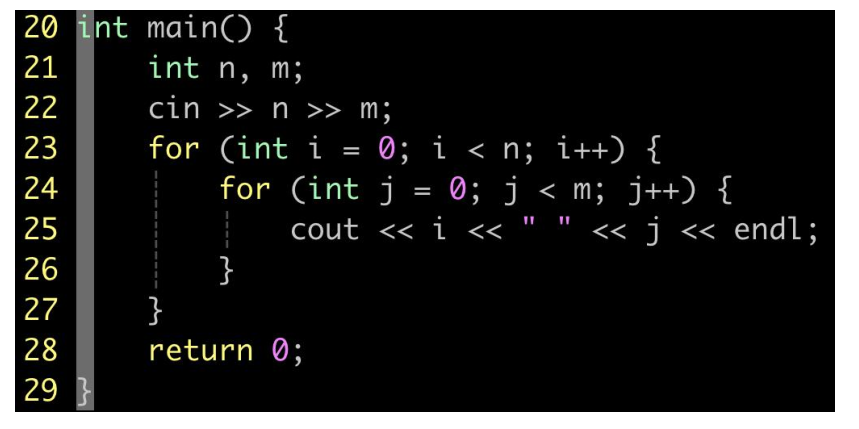 20 int main() {
21     int n, m;
22     cin >> n >> m;
23     for (int i = 0; i < n; i++) {
24         for (int j = 0; j < m; j++) {
25             cout << i << " " << j << endl;
26         }
27     }
28     return 0;
29 }